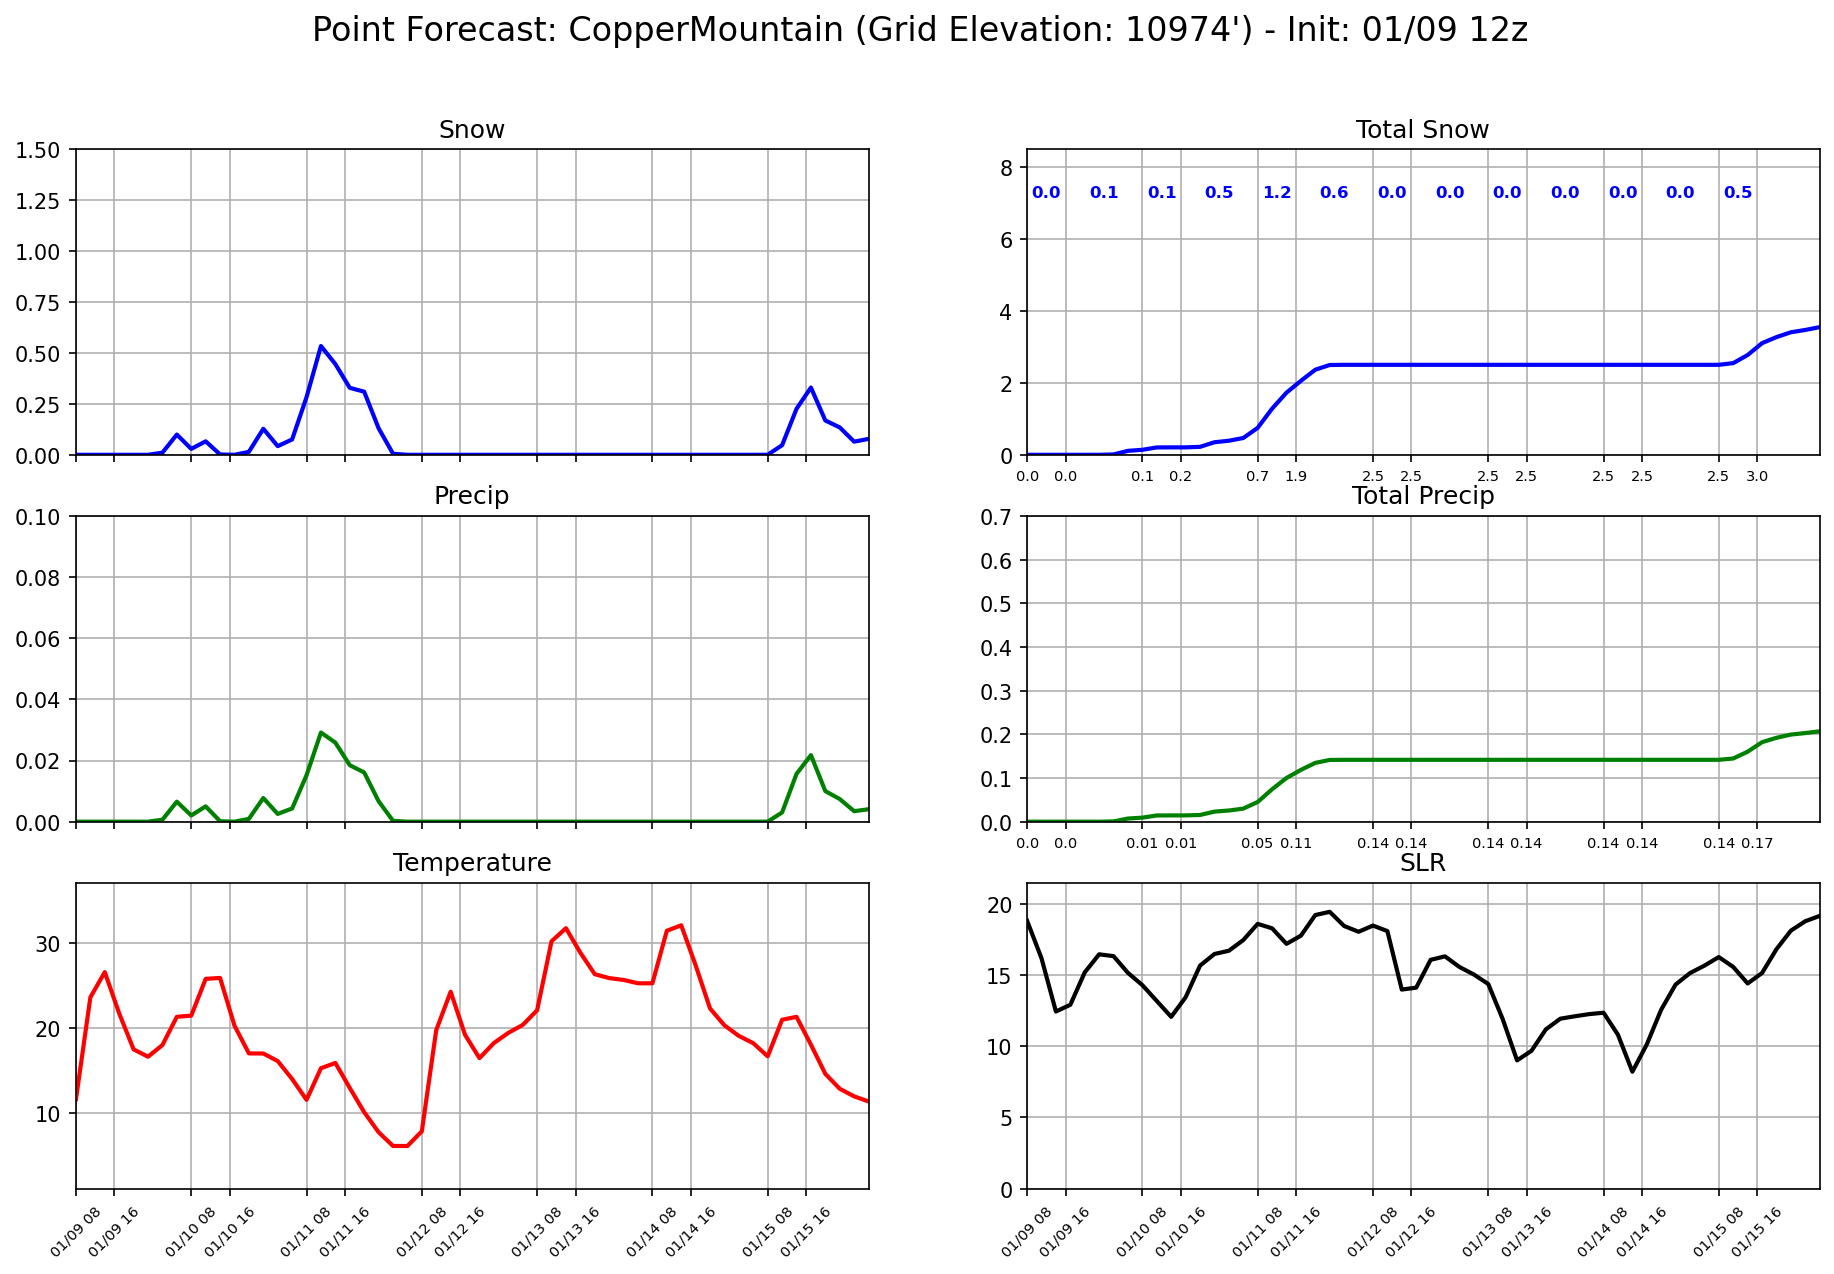 Point Forecast: CopperMountain (Grid Elevation: 10974') - Init: 01/09 12z
Snow
1.50
1.25
1.00
0.75
0.50
0.25
0.00
Total Snow
8
6
4
2
0
0.0 0.1 0.1 0.5 1.2 0.6 0.0 0.0 0.0 0.0 0.0 0.0 0.5
0.0 0.0 0.1 0.2 0.7 1.9 2.5 2.5 2.5 2.5 2.5 2.5 2.5 3.0
Precip
0.10
0.08
0.06
0.04
0.02
0.00
Total Precip
0.7
0.6
0.5
0.4
0.3
0.2
0.1
0.0
0.0 0.0 0.01 0.01 0.05 0.11 0.14 0.14 0.14 0.14 0.14 0.14 0.14 0.17
Temperature
30
20
10
01/09 08 01/09 16 01/10 08 01/10 16 01/11 08 01/11 16 01/12 08 01/12 16 01/13 08 01/13 16 01/14 08 01/14 16 01/15 08 01/15 16
SLR
20
15
10
5
0
01/09 08 01/09 16 01/10 08 01/10 16 01/11 08 01/11 16 01/12 08 01/12 16 01/13 08 01/13 16 01/14 08 01/14 16 01/15 08 01/15 16